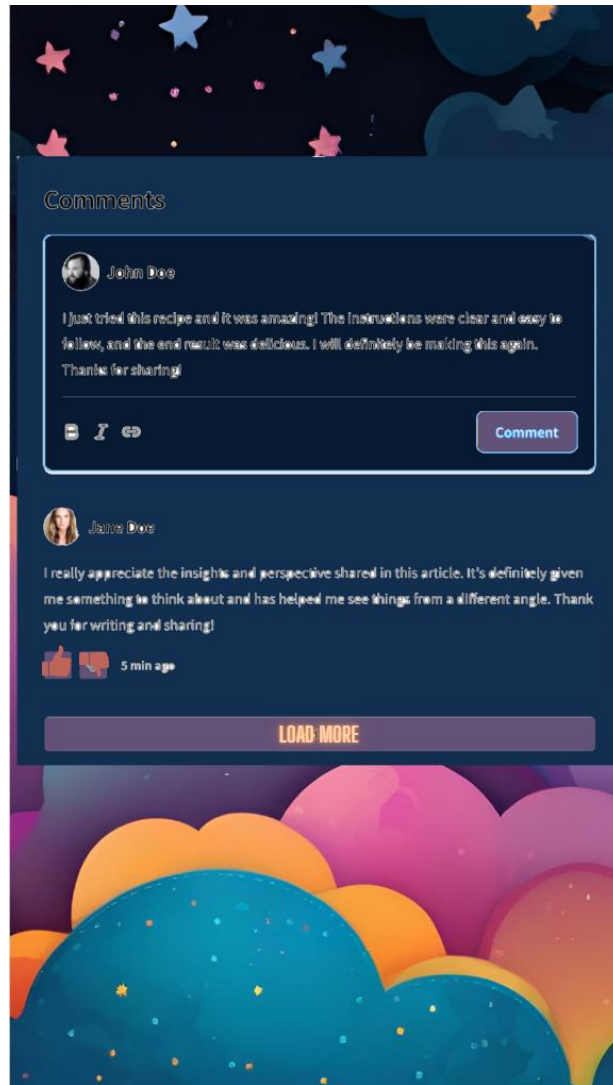 Comments
John Doe
I just tried this recipe and it was amazing! The instructions were clear and easy to
follow, and the end result was delicious. I will definitely be making this again.
Thanks for sharing!
B I
Comment
Jane Doe
I really appreciate the insights and perspective shared in this article. It's definitely given
me something to think about and has helped me see things from a different angle. Thank
you for writing and sharing!
5 min ago
LOAD MORE